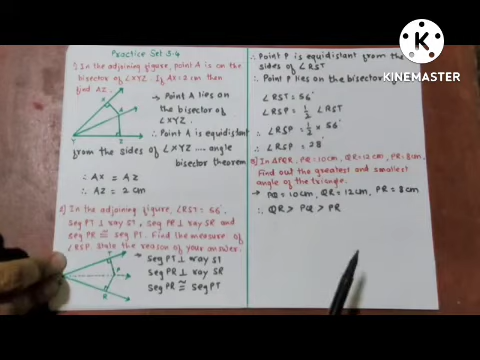 Practice Set 3.4
1) In the adjoining figure, point A is on the
bisector of ∠XYZ. If AX = 2 cm then
find AZ.
→ Point A lies on
the bisector of
∠XYZ.
∴ Point A is equidistant
from the sides of ∠XYZ .... angle
bisector theorem
∴ AX = AZ
∴ AZ = 2 cm
2) In the adjoining figure, ∠RST = 56°,
seg PT ⊥ ray ST, seg PR ⊥ ray SR
and seg PR ≅ seg PT. Find the measure of
∠RSP. State the reason of your answer.
→ seg PT ⊥ ray ST
seg PR ⊥ ray SR
seg PR ≅ seg PT
X
A
Y
Z
T
P
R
∴ Point P is equidistant from the
sides of ∠RST
∴ Point P lies on the bisector of
∠RST = 56°
∠RSP = 1/2 ∠RST
∴ ∠RSP = 1/2 × 56°
∴ ∠RSP = 28°
3) In △PQR, PQ = 10 cm, QR = 12 cm, PR = 8 cm.
Find out the greatest and smallest
angle of the triangle.
→ PQ = 10 cm, QR = 12 cm, PR = 8 cm
∴ QR > PQ > PR
KINEMASTER